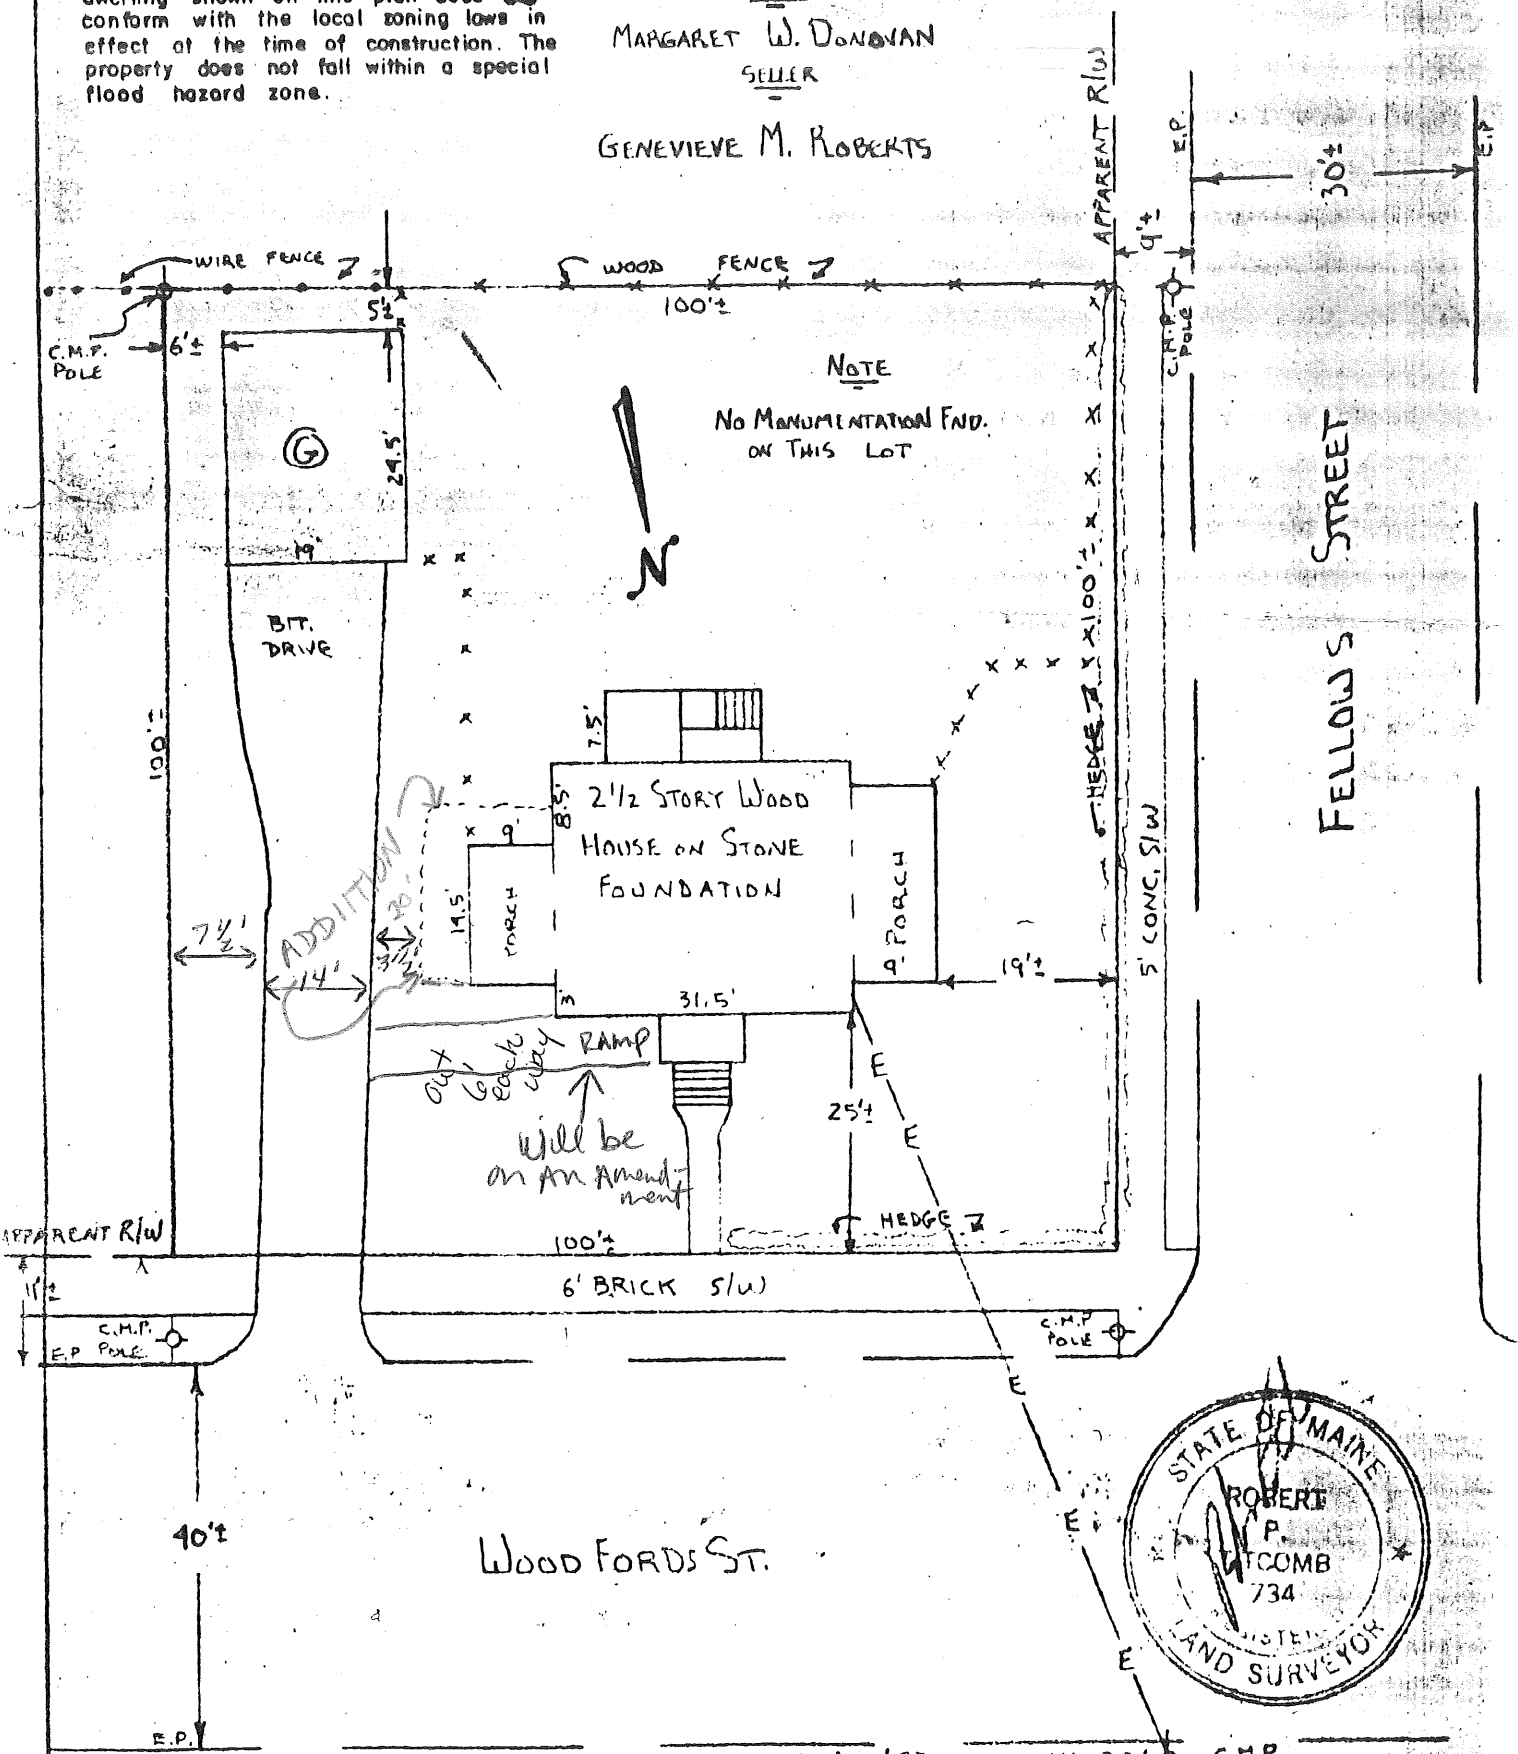 conform with the local zoning laws in
effect at the time of construction. The
property does not fall within a special
flood hazard zone.
MARGARET W. DONOVAN
SELLER
GENEVIEVE M. ROBERTS
APPARENT R/W
E.P.
30'±
E.P.
9'±
WIRE FENCE
WOOD FENCE
5'±
100'±
C.M.P.
POLE
6'±
C.M.P.
POLE
NOTE
NO MONUMENTATION FND.
ON THIS LOT
G
24.5'
19'
N
BIT.
DRIVE
100'±
100'±
HEDGE
FELLOWS STREET
5' CONC. S/W
7.5'
8.5'
2 1/2 STORY WOOD
HOUSE ON STONE
FOUNDATION
9'
14.5'
PORCH
PORCH
9'
19'±
ADDITION
20'
7 1/2'
14'
3 1/2'
3'
31.5'
RAMP
out
6'
each
way
will be
on An Amend-
ment
25'±
E
E
HEDGE
APPARENT R/W
100'±
11'±
6' BRICK S/W
C.M.P.
POLE
E.P.
C.M.P.
POLE
E
40'±
WOODFORDS ST.
E
E
STATE OF MAINE
ROBERT
P.
734
LAND SURVEYOR
E.P.
C.M.P.